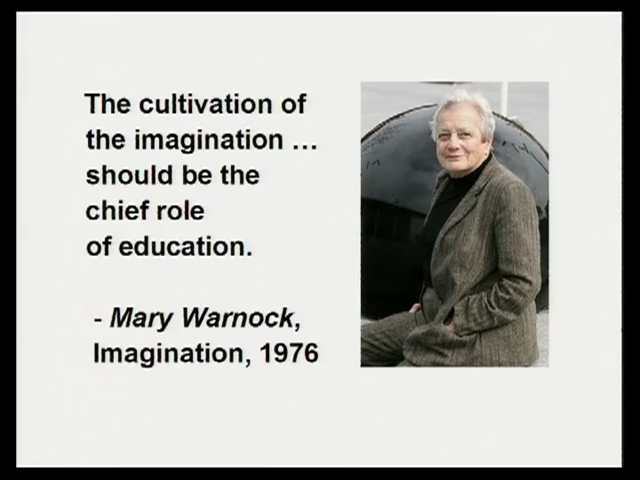 The cultivation of
the imagination …
should be the
chief role
of education.
- Mary Warnock,
Imagination, 1976